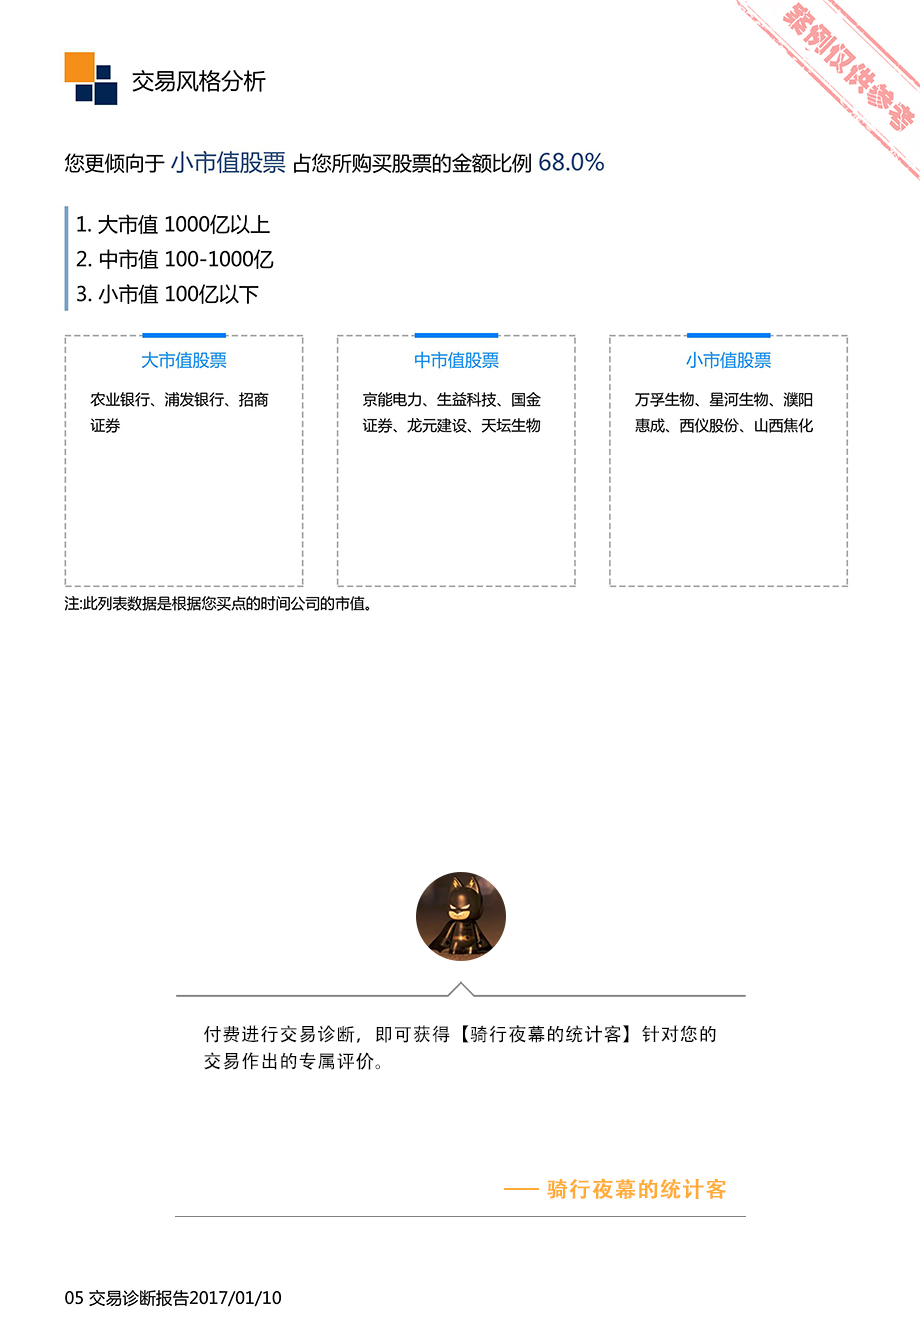 案例仅供参考
交易风格分析
您更倾向于 小市值股票 占您所购买股票的金额比例 68.0%
1. 大市值 1000亿以上
2. 中市值 100-1000亿
3. 小市值 100亿以下
大市值股票
农业银行、浦发银行、招商
证券
中市值股票
京能电力、生益科技、国金
证券、龙元建设、天坛生物
小市值股票
万孚生物、星河生物、濮阳
惠成、西仪股份、山西焦化
注:此列表数据是根据您买点的时间公司的市值。
付费进行交易诊断，即可获得【骑行夜幕的统计客】针对您的
交易作出的专属评价。
—— 骑行夜幕的统计客
05 交易诊断报告2017/01/10